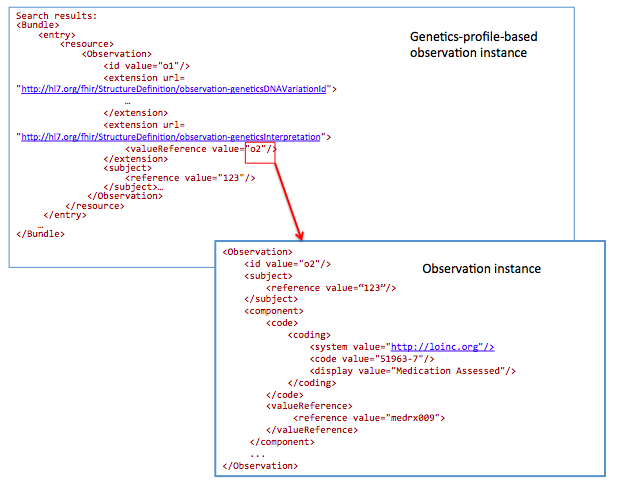 Search results:
<Bundle>
<entry>
<resource>
<Observation>
<id value="o1"/>
<extension url=
"http://hl7.org/fhir/StructureDefinition/observation-geneticsDNAVariationId">
…
</extension>
<extension url=
"http://hl7.org/fhir/StructureDefinition/observation-geneticsInterpretation">
<valueReference value="o2"/>
</extension>
<subject>
<reference value="123"/>
</subject>…
</Observation>
</resource>
</entry>
…
</Bundle>
Genetics-profile-based
observation instance
<Observation>
<id value="o2"/>
<subject>
<reference value=“123”/>
</subject>
<component>
<code>
<coding>
<system value="http://loinc.org"/>
<code value="51963-7"/>
<display value="Medication Assessed"/>
</coding>
</code>
<valueReference>
<reference value="medrx009">
</valueReference>
</component>
...
</Observation>
Observation instance